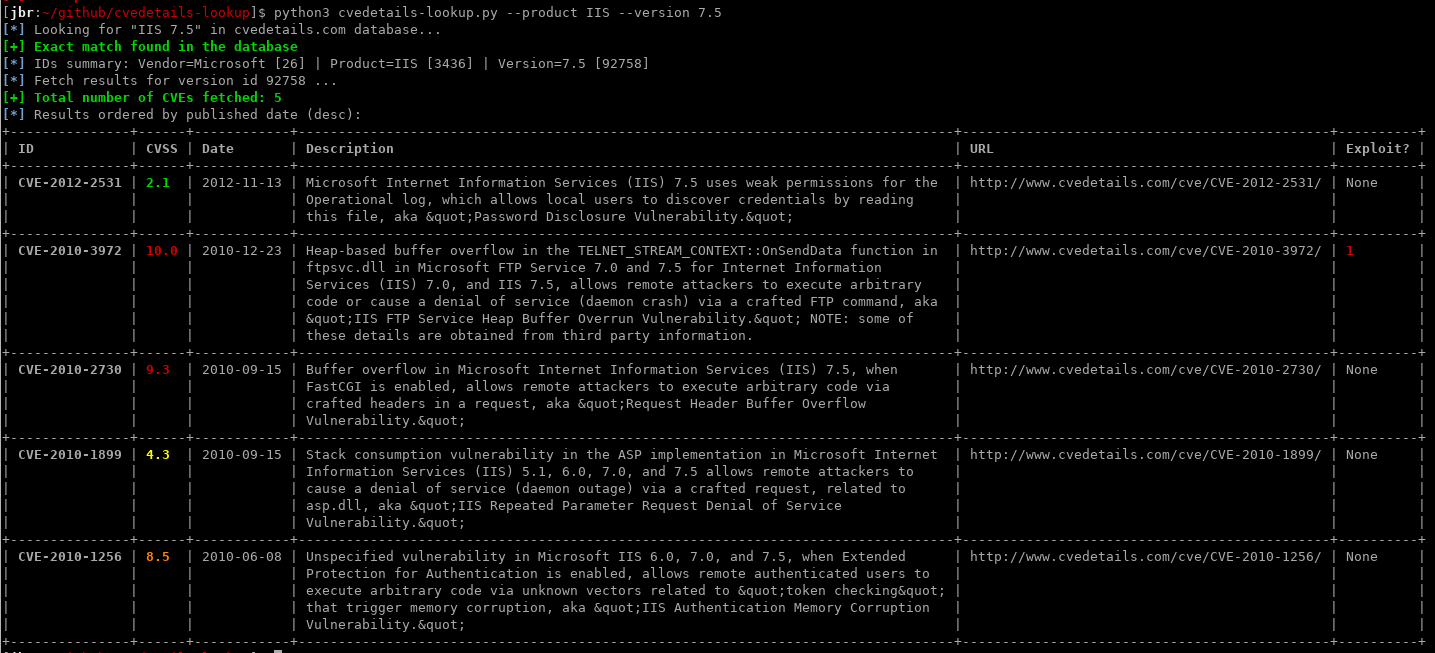 [jbr:~/github/cvedetails-lookup]$ python3 cvedetails-lookup.py --product IIS --version 7.5
[*] Looking for "IIS 7.5" in cvedetails.com database...
[+] Exact match found in the database
[*] IDs summary: Vendor=Microsoft [26] | Product=IIS [3436] | Version=7.5 [92758]
[*] Fetch results for version id 92758 ...
[+] Total number of CVEs fetched: 5
[*] Results ordered by published date (desc):
| ID | CVSS | Date | Description | URL | Exploit? |
| CVE-2012-2531 | 2.1 | 2012-11-13 | Microsoft Internet Information Services (IIS) 7.5 uses weak permissions for the | http://www.cvedetails.com/cve/CVE-2012-2531/ | None |
Operational log, which allows local users to discover credentials by reading
this file, aka &quot;Password Disclosure Vulnerability.&quot;
| CVE-2010-3972 | 10.0 | 2010-12-23 | Heap-based buffer overflow in the TELNET_STREAM_CONTEXT::OnSendData function in | http://www.cvedetails.com/cve/CVE-2010-3972/ | 1 |
ftpsvc.dll in Microsoft FTP Service 7.0 and 7.5 for Internet Information
Services (IIS) 7.0, and IIS 7.5, allows remote attackers to execute arbitrary
code or cause a denial of service (daemon crash) via a crafted FTP command, aka
&quot;IIS FTP Service Heap Buffer Overrun Vulnerability.&quot; NOTE: some of
these details are obtained from third party information.
| CVE-2010-2730 | 9.3 | 2010-09-15 | Buffer overflow in Microsoft Internet Information Services (IIS) 7.5, when | http://www.cvedetails.com/cve/CVE-2010-2730/ | None |
FastCGI is enabled, allows remote attackers to execute arbitrary code via
crafted headers in a request, aka &quot;Request Header Buffer Overflow
Vulnerability.&quot;
| CVE-2010-1899 | 4.3 | 2010-09-15 | Stack consumption vulnerability in the ASP implementation in Microsoft Internet | http://www.cvedetails.com/cve/CVE-2010-1899/ | None |
Information Services (IIS) 5.1, 6.0, 7.0, and 7.5 allows remote attackers to
cause a denial of service (daemon outage) via a crafted request, related to
asp.dll, aka &quot;IIS Repeated Parameter Request Denial of Service
Vulnerability.&quot;
| CVE-2010-1256 | 8.5 | 2010-06-08 | Unspecified vulnerability in Microsoft IIS 6.0, 7.0, and 7.5, when Extended | http://www.cvedetails.com/cve/CVE-2010-1256/ | None |
Protection for Authentication is enabled, allows remote authenticated users to
execute arbitrary code via unknown vectors related to &quot;token checking&quot;
that trigger memory corruption, aka &quot;IIS Authentication Memory Corruption
Vulnerability.&quot;